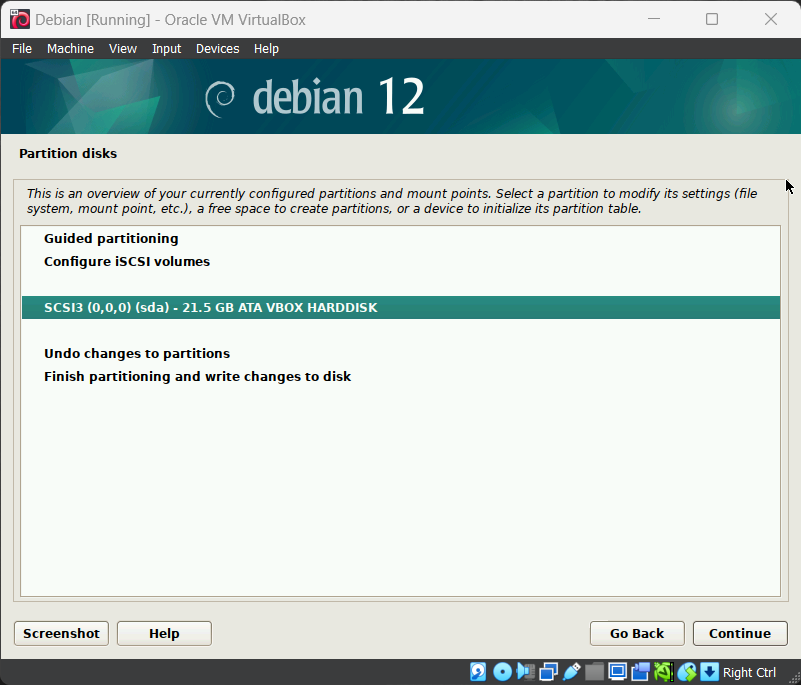 Debian [Running] - Oracle VM VirtualBox
File Machine View Input Devices Help
debian 12
Partition disks
This is an overview of your currently configured partitions and mount points. Select a partition to modify its settings (file
system, mount point, etc.), a free space to create partitions, or a device to initialize its partition table.
Guided partitioning
Configure iSCSI volumes
SCSI3 (0,0,0) (sda) - 21.5 GB ATA VBOX HARDDISK
Undo changes to partitions
Finish partitioning and write changes to disk
Screenshot Help Go Back Continue
Right Ctrl